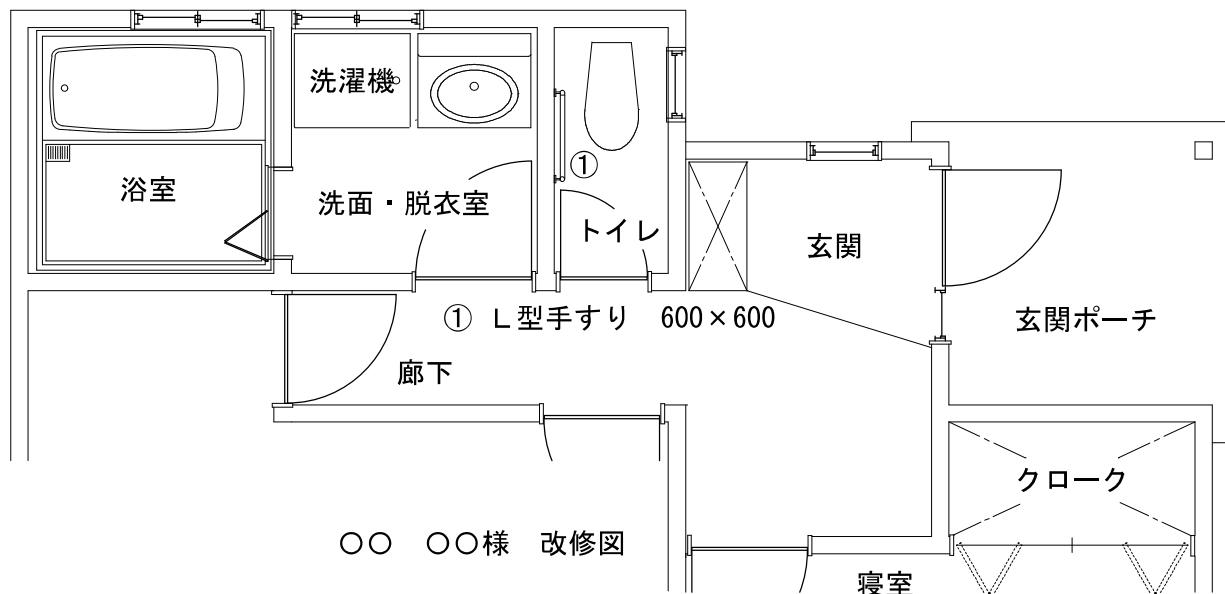 洗濯機
①
浴室
洗面・脱衣室
トイレ
玄関
① L型手すり 600×600
玄関ポーチ
廊下
クローク
○○ ○○様 改修図
寝室